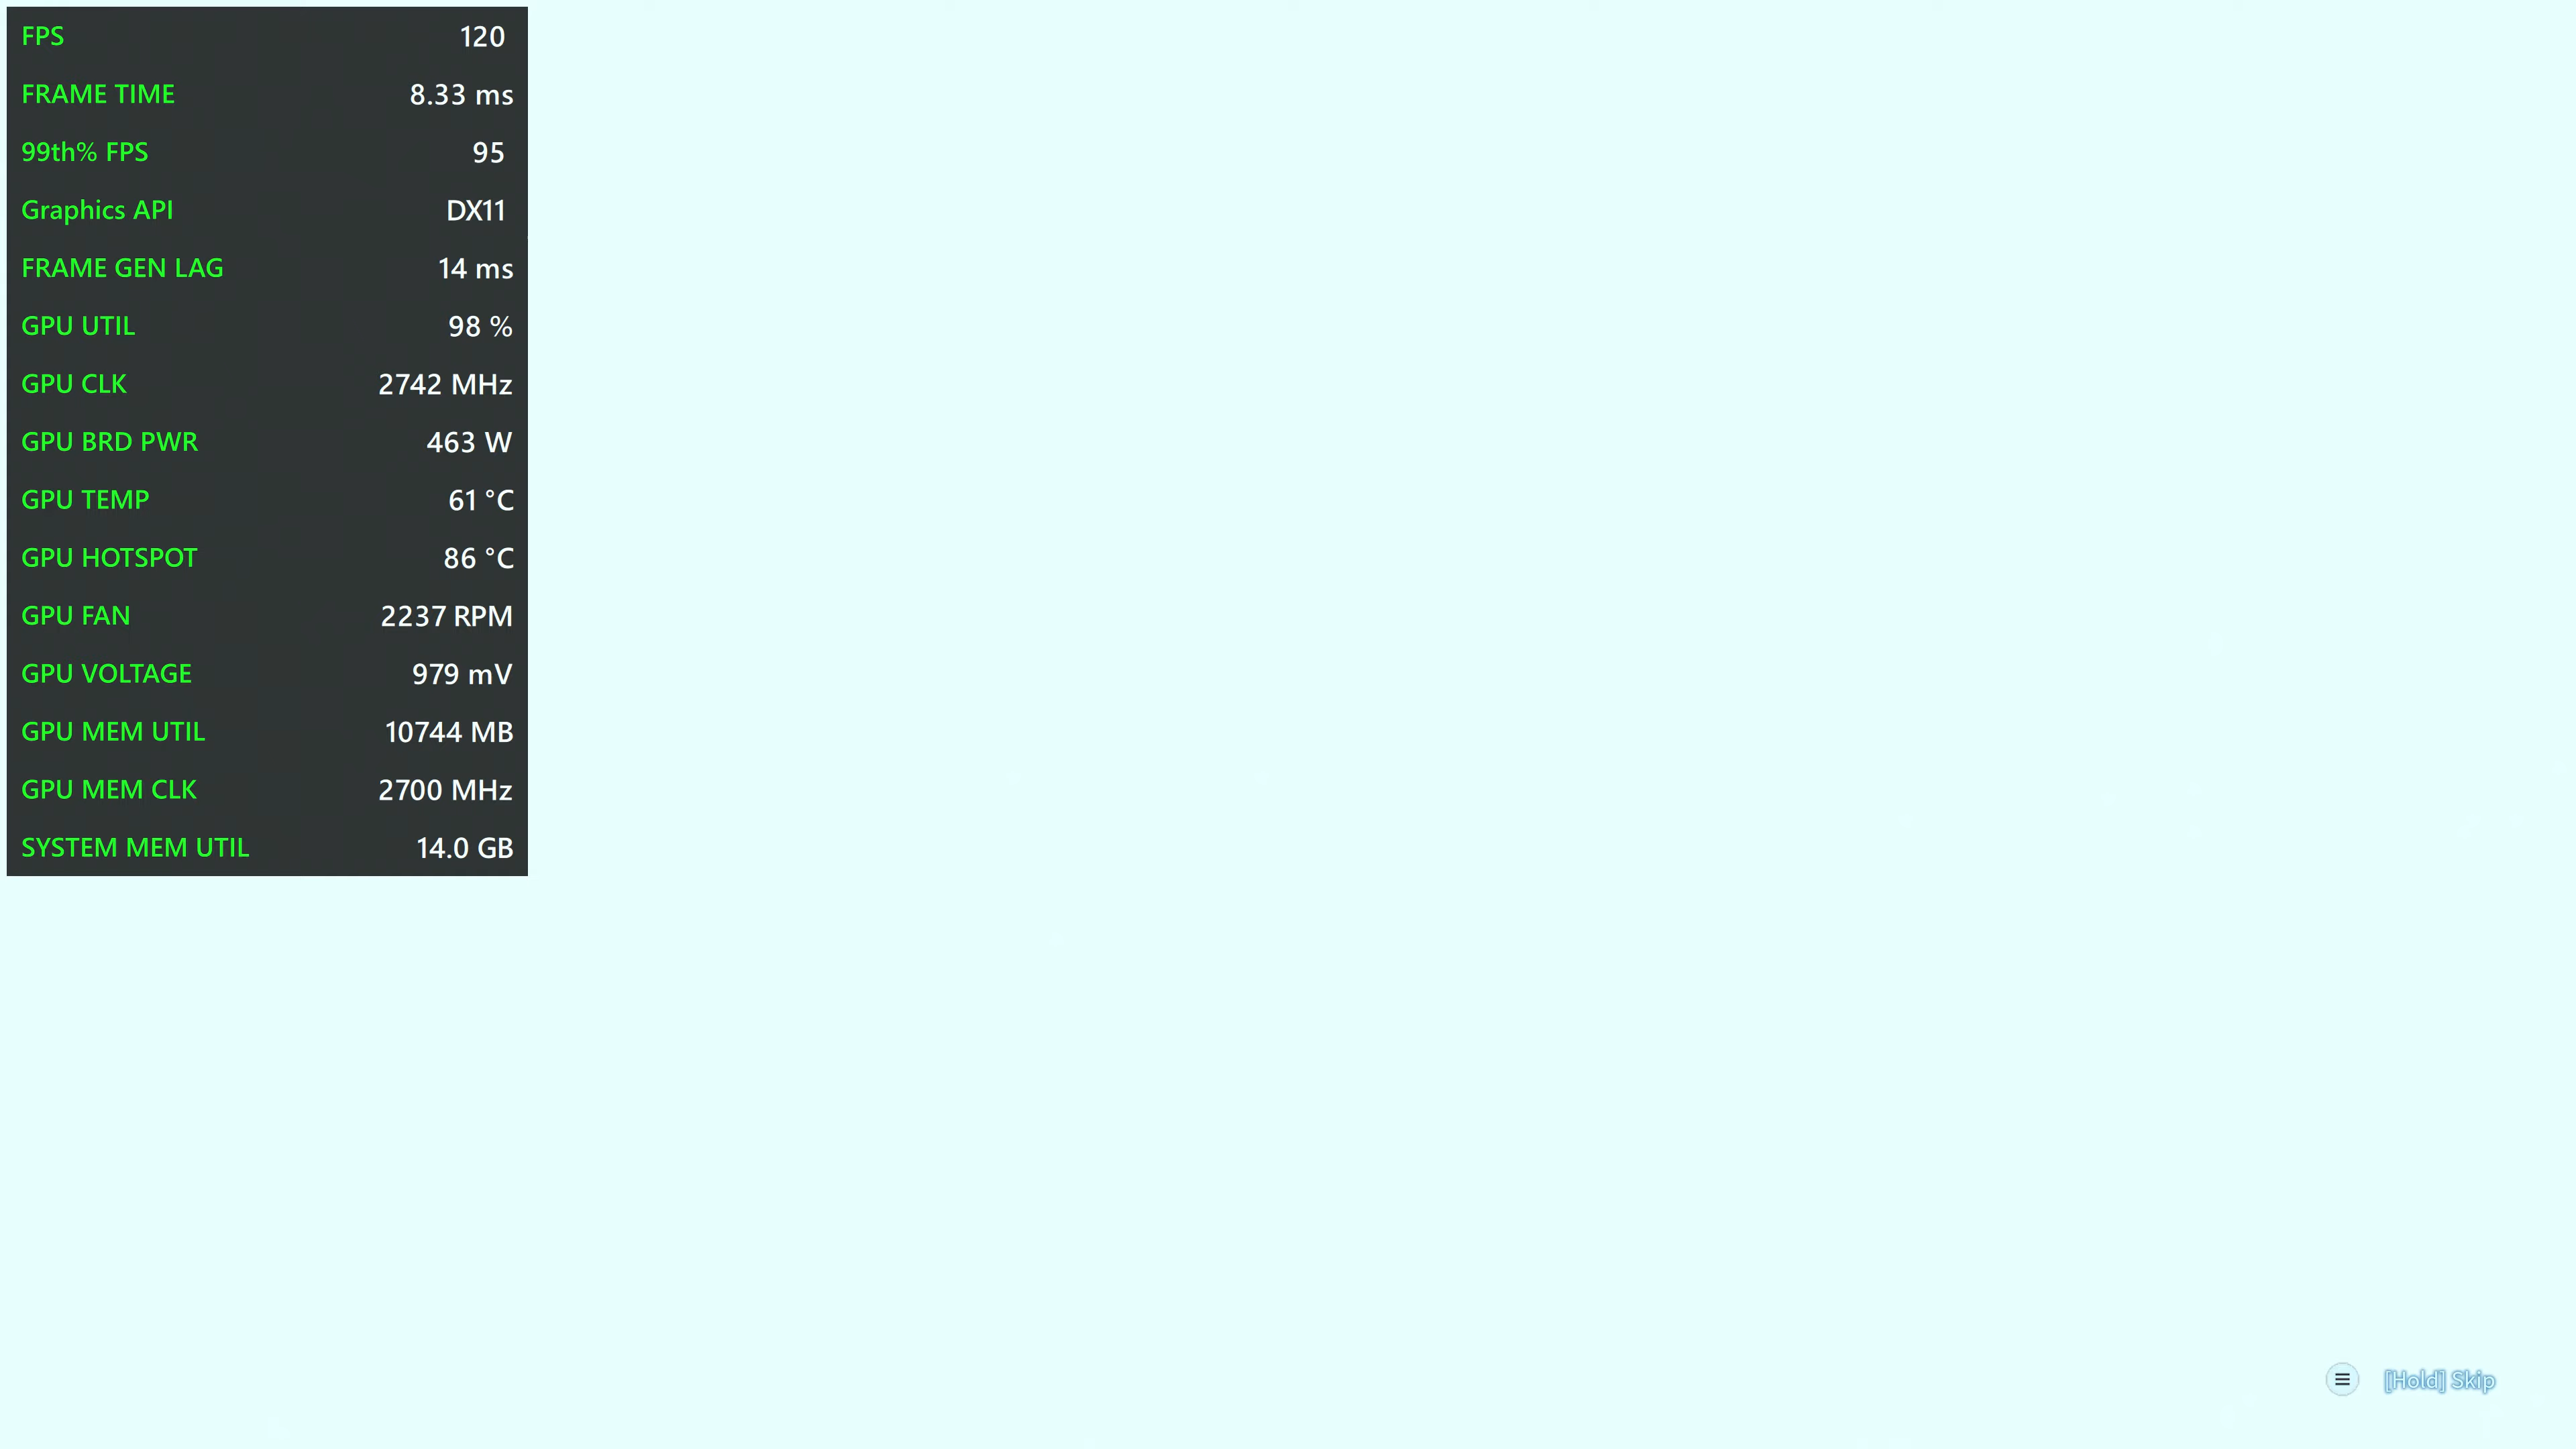 FPS 120
FRAME TIME 8.33 ms
99th% FPS 95
Graphics API DX11
FRAME GEN LAG 14 ms
GPU UTIL 98 %
GPU CLK 2742 MHz
GPU BRD PWR 463 W
GPU TEMP 61 °C
GPU HOTSPOT 86 °C
GPU FAN 2237 RPM
GPU VOLTAGE 979 mV
GPU MEM UTIL 10744 MB
GPU MEM CLK 2700 MHz
SYSTEM MEM UTIL 14.0 GB
[Hold] Skip